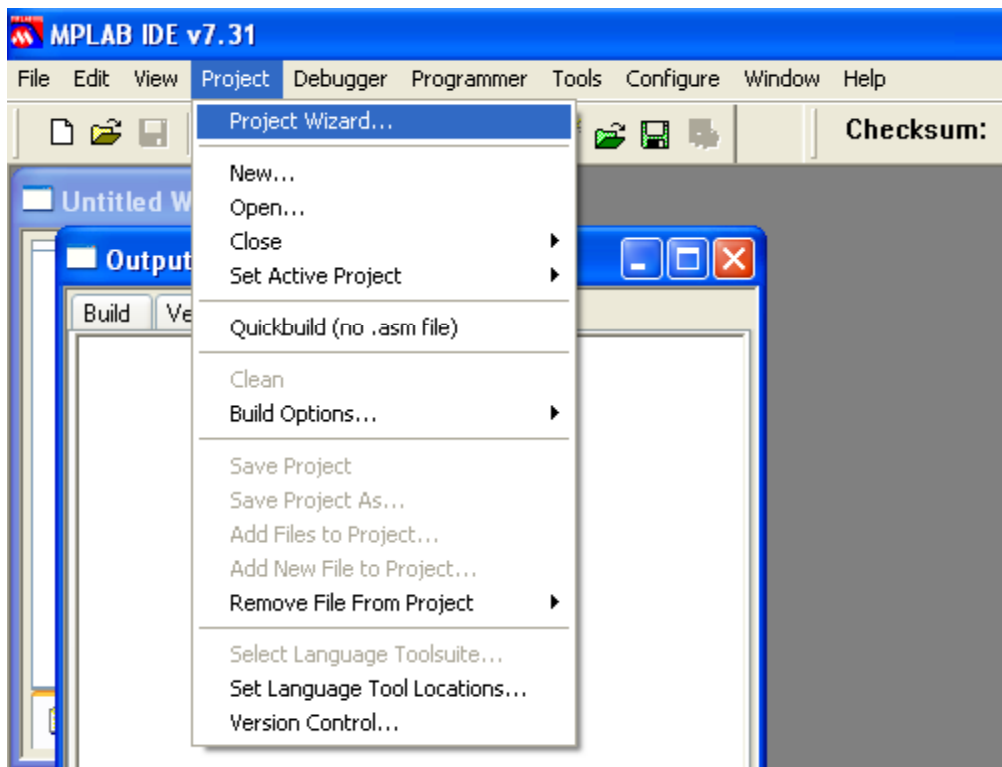 MPLAB IDE v7.31
File Edit View Project Debugger Programmer Tools Configure Window Help
Checksum:
Project Wizard...
New...
Open...
Close
Set Active Project
Quickbuild (no .asm file)
Clean
Build Options...
Save Project
Save Project As...
Add Files to Project...
Add New File to Project...
Remove File From Project
Select Language Toolsuite...
Set Language Tool Locations...
Version Control...
Untitled W
Output
Build Ve